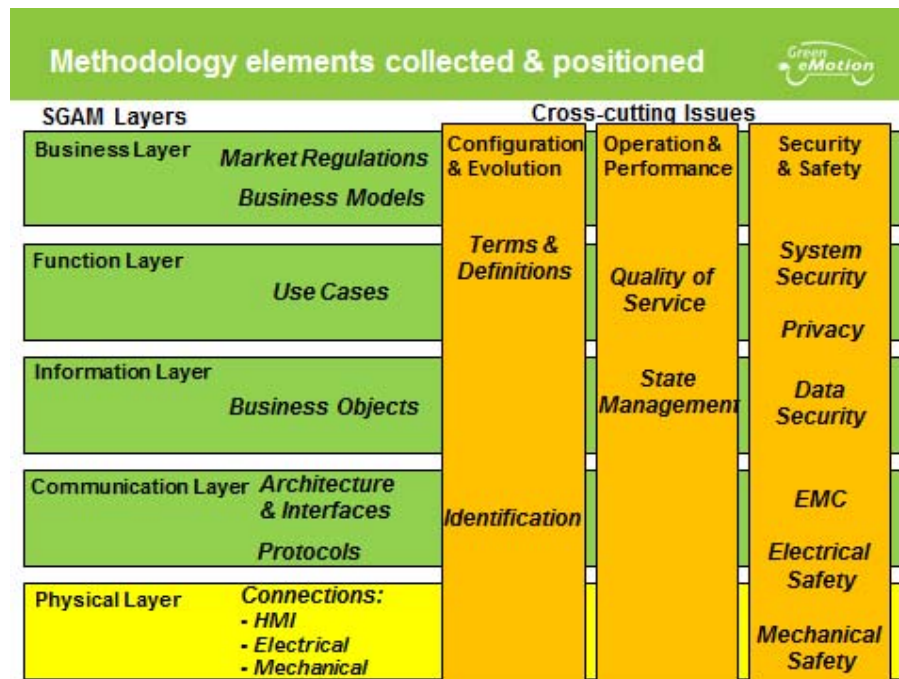 Methodology elements collected & positioned
Green
eMotion
SGAM Layers
Cross-cutting Issues
Business Layer
Market Regulations
Business Models
Configuration
& Evolution
Operation &
Performance
Security
& Safety
Function Layer
Use Cases
Terms &
Definitions
Quality of
Service
System
Security
Privacy
Information Layer
Business Objects
State
Management
Data
Security
Communication Layer
Architecture
& Interfaces
Protocols
Identification
EMC
Electrical
Safety
Physical Layer
Connections:
- HMI
- Electrical
- Mechanical
Mechanical
Safety